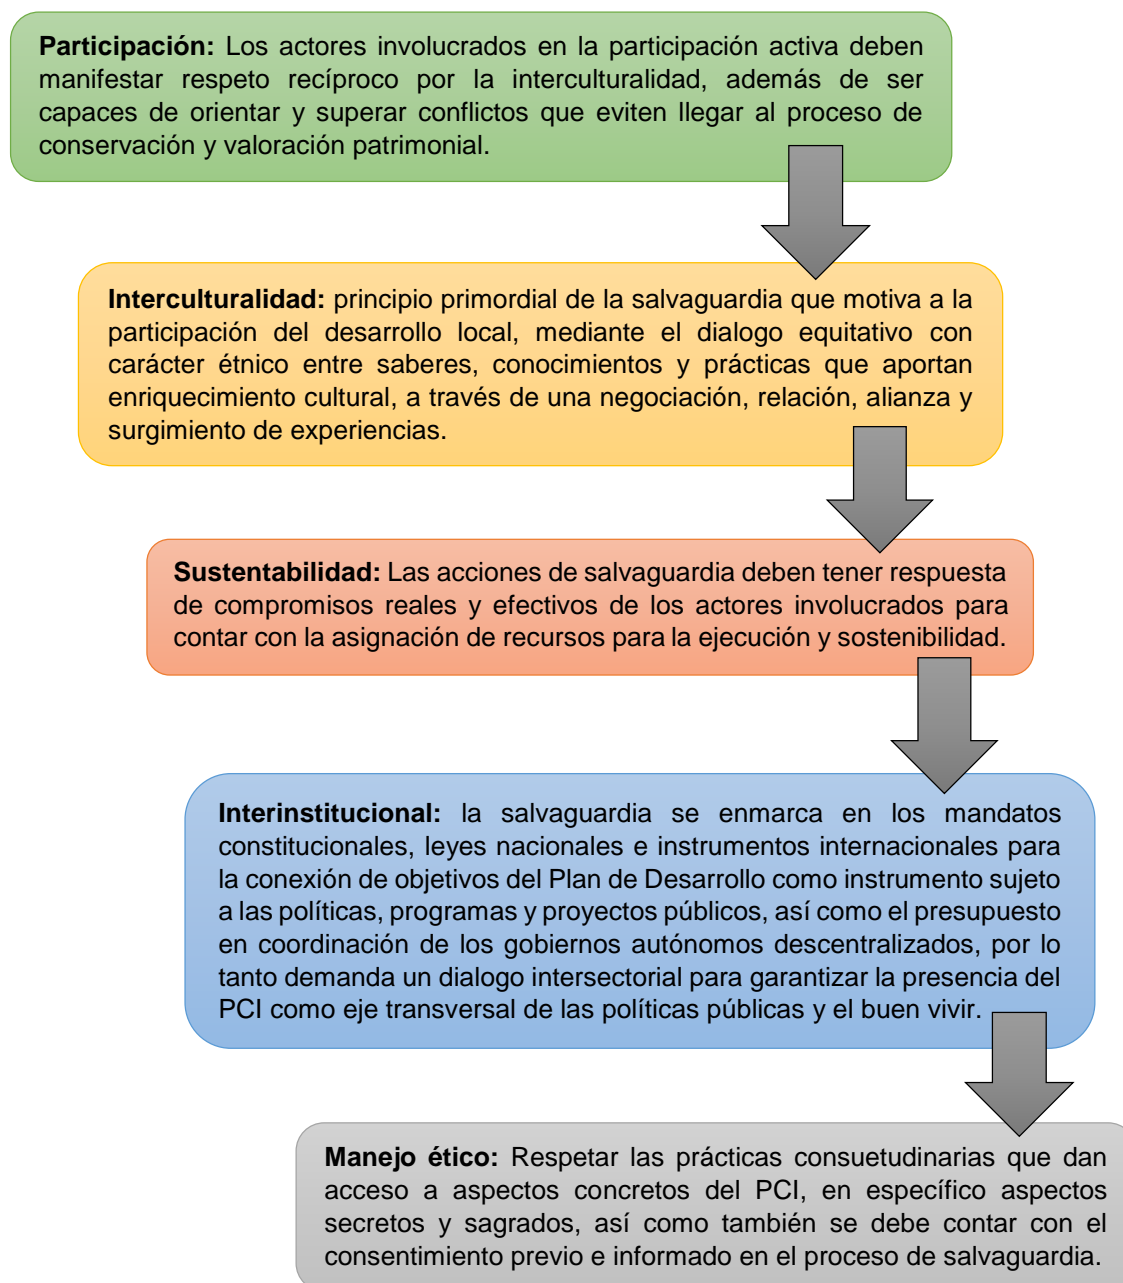 Participación: Los actores involucrados en la participación activa deben
manifestar respeto recíproco por la interculturalidad, además de ser
capaces de orientar y superar conflictos que eviten llegar al proceso de
conservación y valoración patrimonial.
Interculturalidad: principio primordial de la salvaguardia que motiva a la
participación del desarrollo local, mediante el dialogo equitativo con
carácter étnico entre saberes, conocimientos y prácticas que aportan
enriquecimiento cultural, a través de una negociación, relación, alianza y
surgimiento de experiencias.
Sustentabilidad: Las acciones de salvaguardia deben tener respuesta
de compromisos reales y efectivos de los actores involucrados para
contar con la asignación de recursos para la ejecución y sostenibilidad.
Interinstitucional: la salvaguardia se enmarca en los mandatos
constitucionales, leyes nacionales e instrumentos internacionales para
la conexión de objetivos del Plan de Desarrollo como instrumento sujeto
a las políticas, programas y proyectos públicos, así como el presupuesto
en coordinación de los gobiernos autónomos descentralizados, por lo
tanto demanda un dialogo intersectorial para garantizar la presencia del
PCI como eje transversal de las políticas públicas y el buen vivir.
Manejo ético: Respetar las prácticas consuetudinarias que dan
acceso a aspectos concretos del PCI, en específico aspectos
secretos y sagrados, así como también se debe contar con el
consentimiento previo e informado en el proceso de salvaguardia.